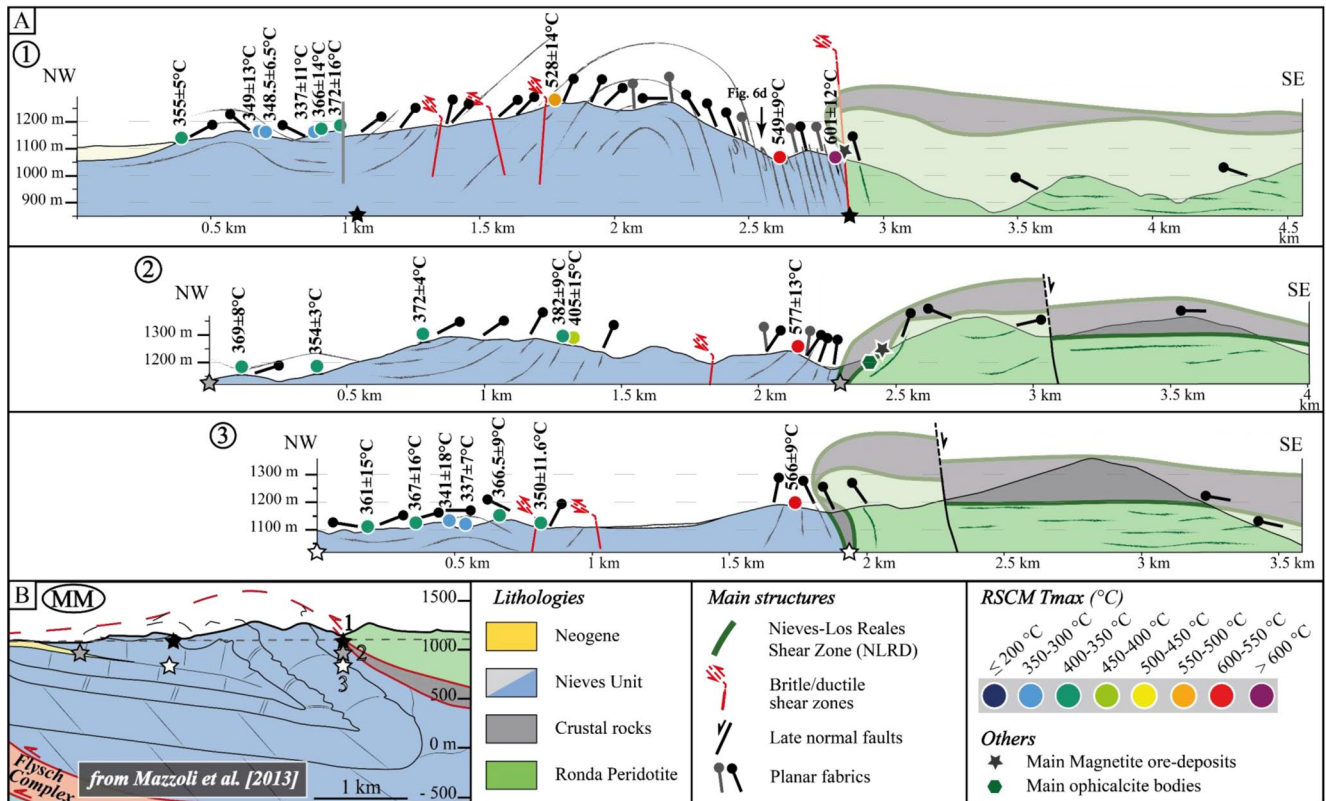 A
①
NW
SE
355±5°C
349±13°C
348.5±6.5°C
337±11°C
366±14°C
372±16°C
528±14°C
Fig. 6d
549±9°C
601±12°C
1200 m
1100 m
1000 m
900 m
0.5 km
1 km
1.5 km
2 km
2.5 km
3 km
3.5 km
4 km
4.5
km
②
NW
SE
369±8°C
354±3°C
372±4°C
382±9°C
405±15°C
577±13°C
1300 m
1200 m
0.5 km
1 km
1.5 km
2 km
2.5 km
3 km
3.5 km
4
km
③
NW
SE
361±15°C
367±16°C
341±18°C
337±7°C
366.5±9°C
350±11.6°C
566±9°C
1300 m
1200 m
1100 m
0.5 km
1 km
1.5 km
2 km
2.5 km
3 km
3.5 km
B
MM
1500
1000
500
0 m
- 500
1
2
3
Flysch
Complex
from Mazzoli et al. [2013]
1 km
Lithologies
Neogene
Nieves Unit
Crustal rocks
Ronda Peridotite
Main structures
Nieves-Los Reales
Shear Zone (NLRD)
Britle/ductile
shear zones
Late normal faults
Planar fabrics
RSCM Tmax (°C)
≤ 200 °C
350-300 °C
400-350 °C
450-400 °C
500-450 °C
550-500 °C
600-550 °C
> 600 °C
Others
Main Magnetite ore-deposits
Main ophicalcite bodies